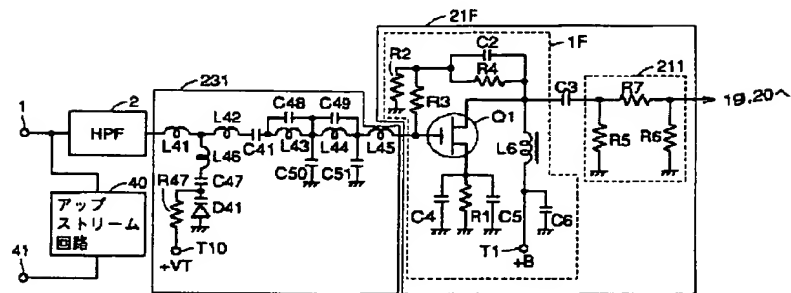 21F
1F
231
211
1
2
HPF
L41
L42
C41
C48
C49
L43
L44
L45
L46
C50
C51
C47
R47
D41
T10
+VT
40
アップ
ストリーム
回路
41
R2
C2
R4
R3
Q1
C3
R7
R5
R6
L6
C4
R1
C5
C6
T1
+B
19,20へ